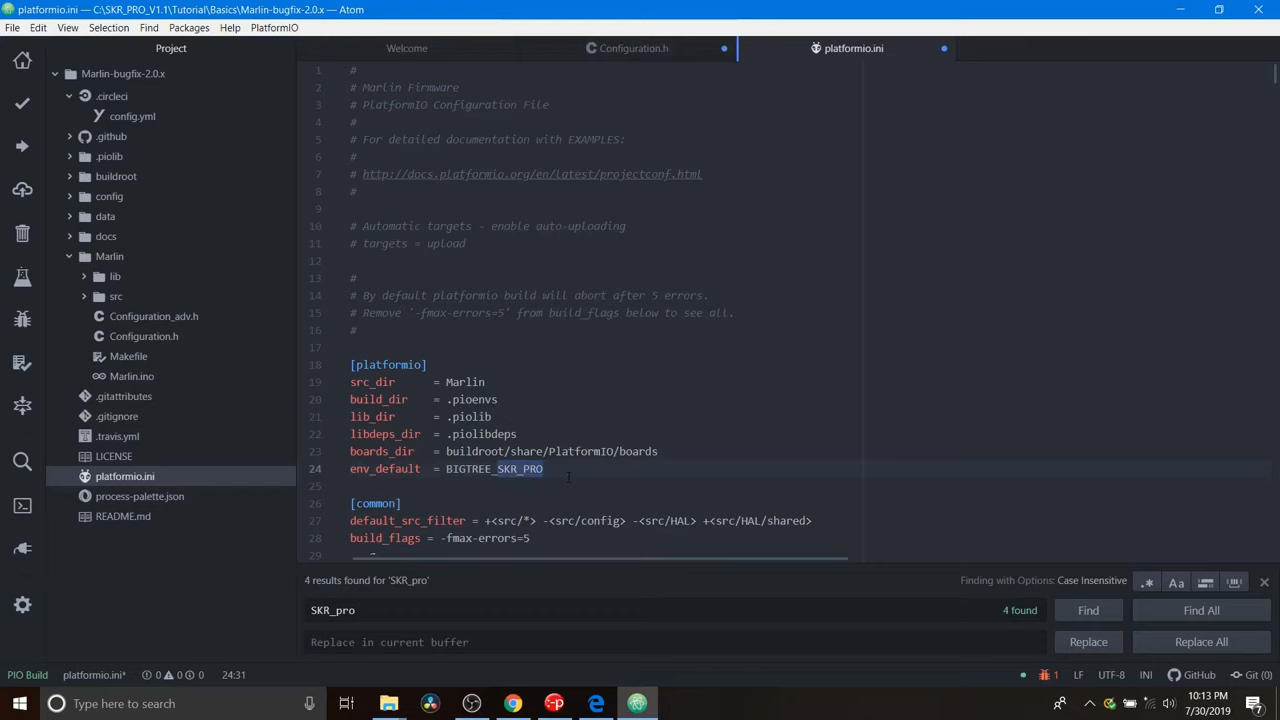 platformio.ini — C:\SKR_PRO_V1.1\Tutorial\Basics\Marlin-bugfix-2.0.x — Atom
File Edit View Selection Find Packages Help PlatformIO
Project
Marlin-bugfix-2.0.x
.circleci
config.yml
.github
.piolib
buildroot
config
data
docs
Marlin
lib
src
Configuration_adv.h
Configuration.h
Makefile
Marlin.ino
.gitattributes
.gitignore
.travis.yml
LICENSE
platformio.ini
process-palette.json
README.md
Welcome Configuration.h platformio.ini
1 #
2 # Marlin Firmware
3 # PlatformIO Configuration File
4 #
5 # For detailed documentation with EXAMPLES:
6 #
7 # http://docs.platformio.org/en/latest/projectconf.html
8 #
9
10 # Automatic targets - enable auto-uploading
11 # targets = upload
12
13 #
14 # By default platformio build will abort after 5 errors.
15 # Remove '-fmax-errors=5' from build_flags below to see all.
16 #
17
18 [platformio]
19 src_dir = Marlin
20 build_dir = .pioenvs
21 lib_dir = .piolib
22 libdeps_dir = .piolibdeps
23 boards_dir = buildroot/share/PlatformIO/boards
24 env_default = BIGTREE_SKR_PRO
25
26 [common]
27 default_src_filter = +<src/*> -<src/config> -<src/HAL> +<src/HAL/shared>
28 build_flags = -fmax-errors=5
29
4 results found for 'SKR_pro' Finding with Options: Case Insensitive .* Aa
SKR_pro 4 found Find Find All
Replace in current buffer Replace Replace All
PIO Build platformio.ini* 0 0 0 24:31 1 LF UTF-8 INI GitHub Git (0)
Type here to search 10:13 PM
7/30/2019 7